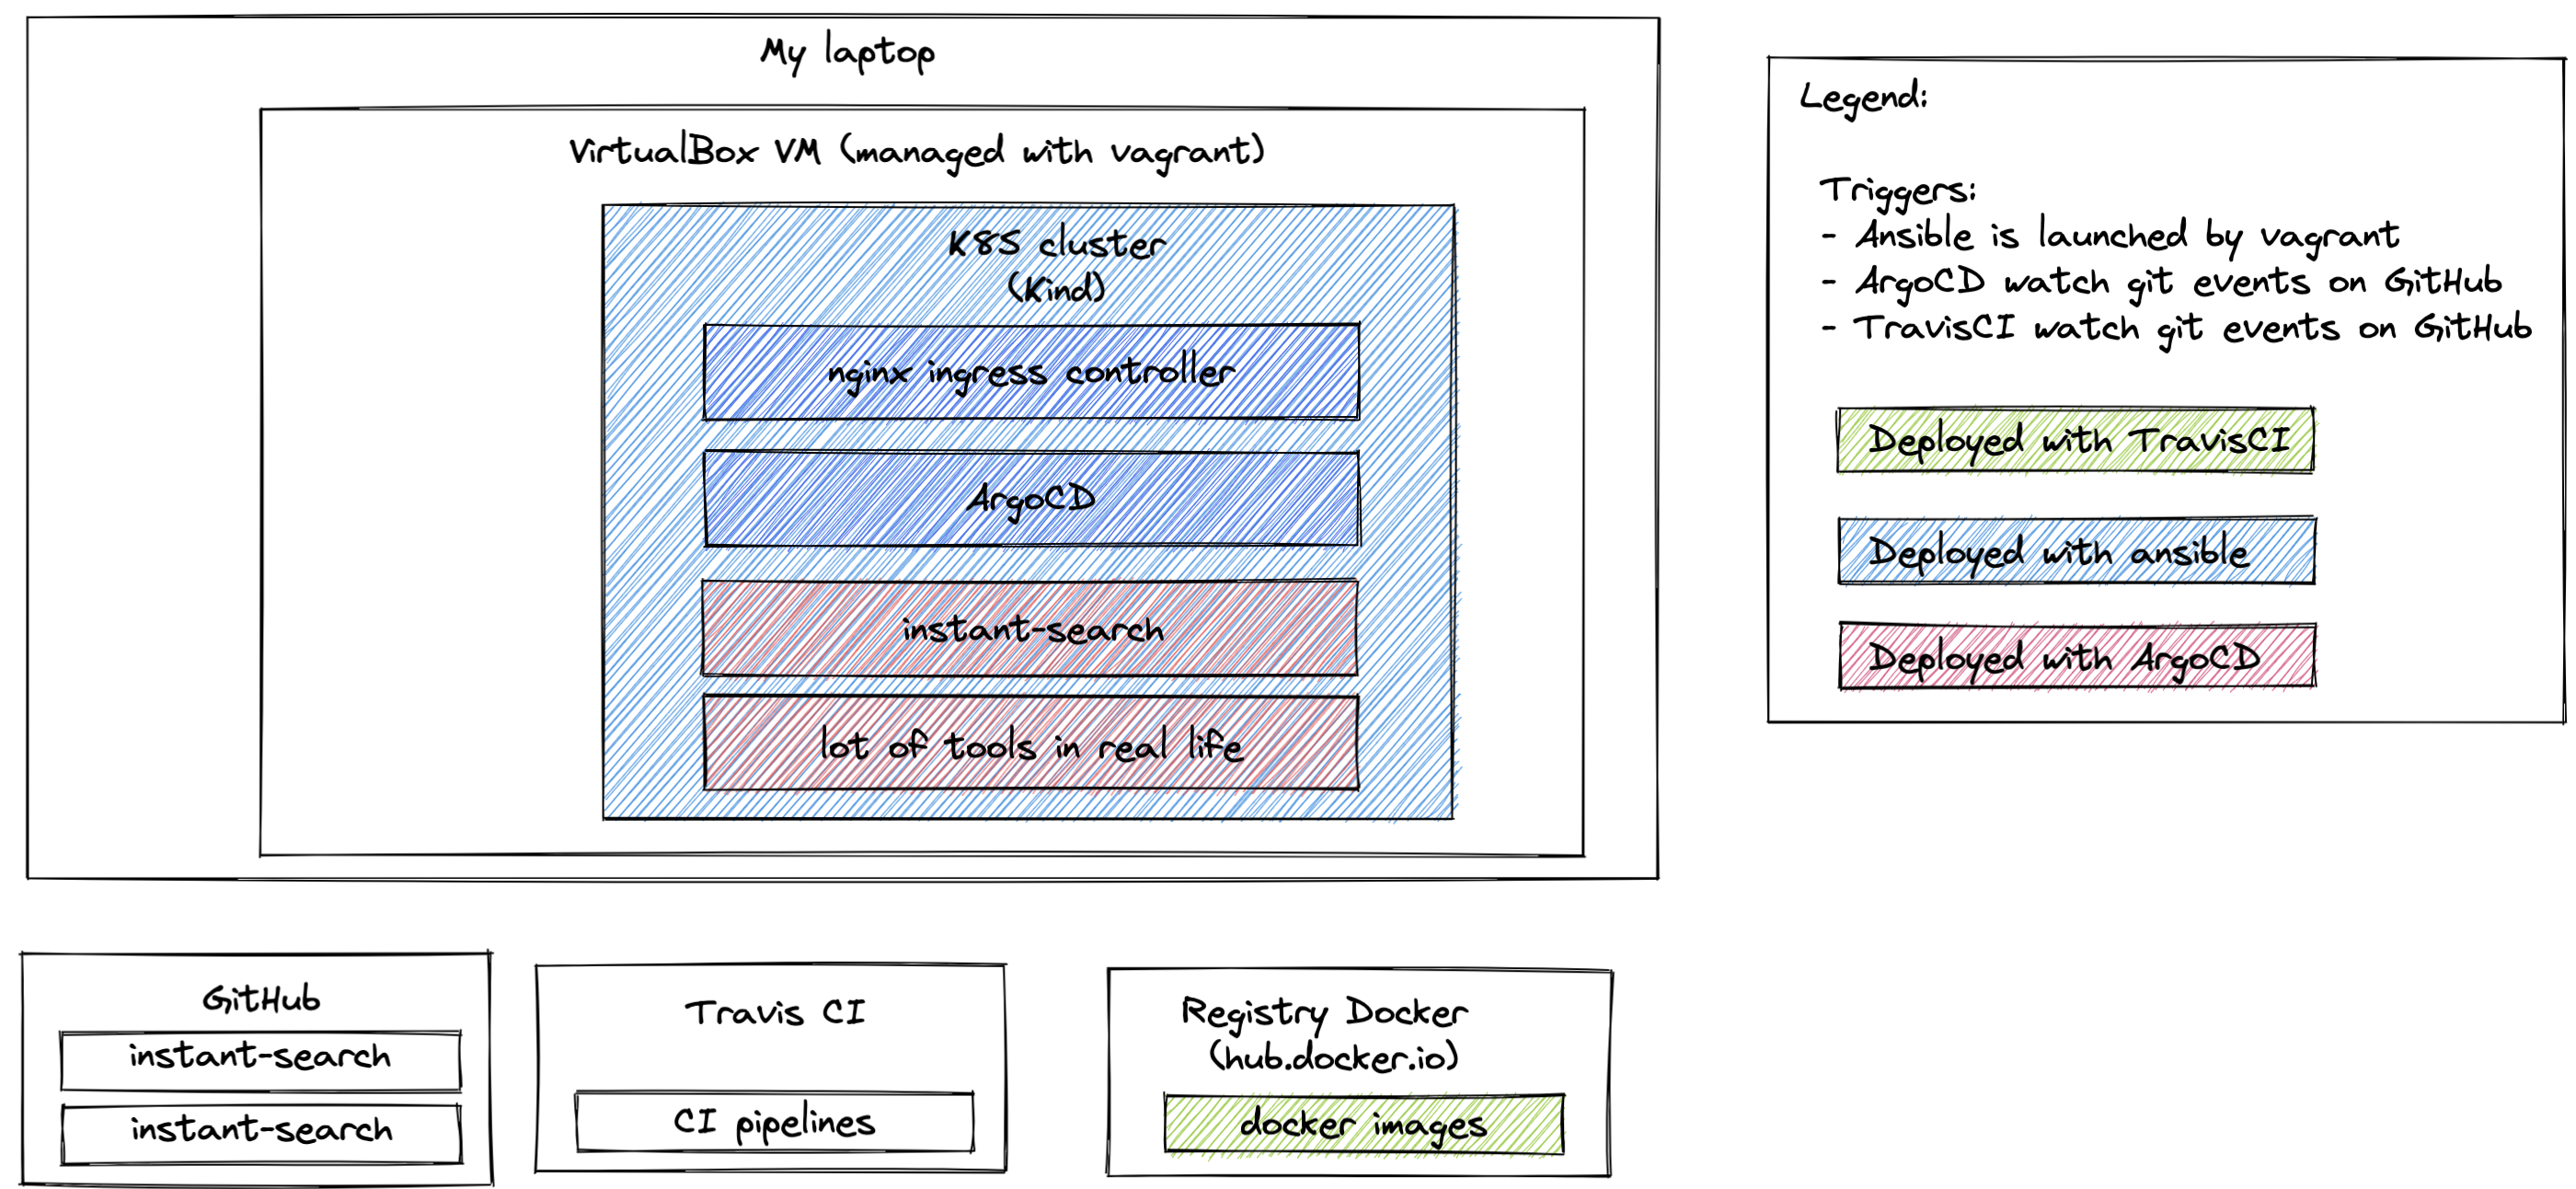 My laptop
VirtualBox VM (managed with vagrant)
K8S cluster
(Kind)
nginx ingress controller
ArgoCD
instant-search
lot of tools in real life
Legend:
Triggers:
- Ansible is launched by vagrant
- ArgoCD watch git events on GitHub
- TravisCI watch git events on GitHub
Deployed with TravisCI
Deployed with ansible
Deployed with ArgoCD
GitHub
instant-search
instant-search
Travis CI
CI pipelines
Registry Docker
(hub.docker.io)
docker images